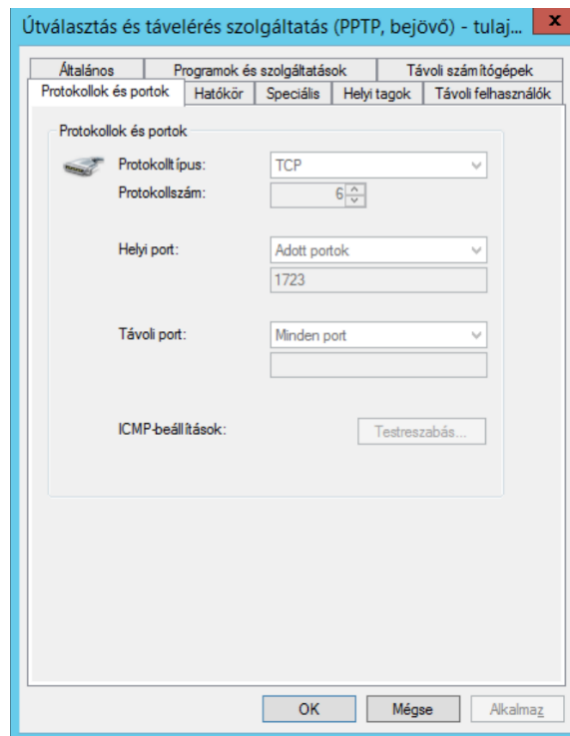 Útválasztás és távelérés szolgáltatás (PPTP, bejövő) - tulaj...
x
Általános
Programok és szolgáltatások
Távoli számítógépek
Protokollok és portok
Hatókör
Speciális
Helyi tagok
Távoli felhasználók
Protokollok és portok
Protokolltípus:
TCP
Protokollszám:
6
Helyi port:
Adott portok
1723
Távoli port:
Minden port
ICMP-beállítások:
Testreszabás...
OK
Mégse
Alkalmaz